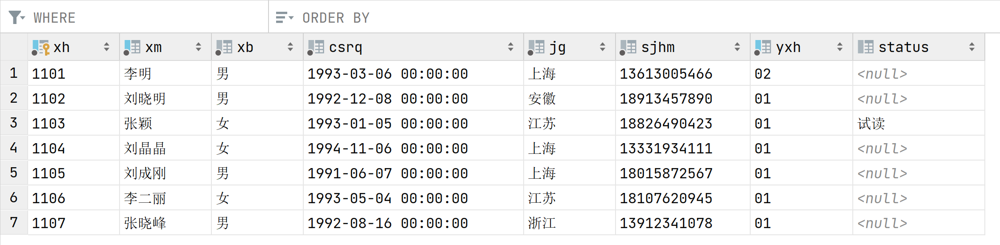 WHERE ORDER BY
xh xm xb csrq jg sjhm yxh status
1 1101 李明 男 1993-03-06 00:00:00 上海 13613005466 02 <null>
2 1102 刘晓明 男 1992-12-08 00:00:00 安徽 18913457890 01 <null>
3 1103 张颖 女 1993-01-05 00:00:00 江苏 18826490423 01 试读
4 1104 刘晶晶 女 1994-11-06 00:00:00 上海 13331934111 01 <null>
5 1105 刘成刚 男 1991-06-07 00:00:00 上海 18015872567 01 <null>
6 1106 李二丽 女 1993-05-04 00:00:00 江苏 18107620945 01 <null>
7 1107 张晓峰 男 1992-08-16 00:00:00 浙江 13912341078 01 <null>